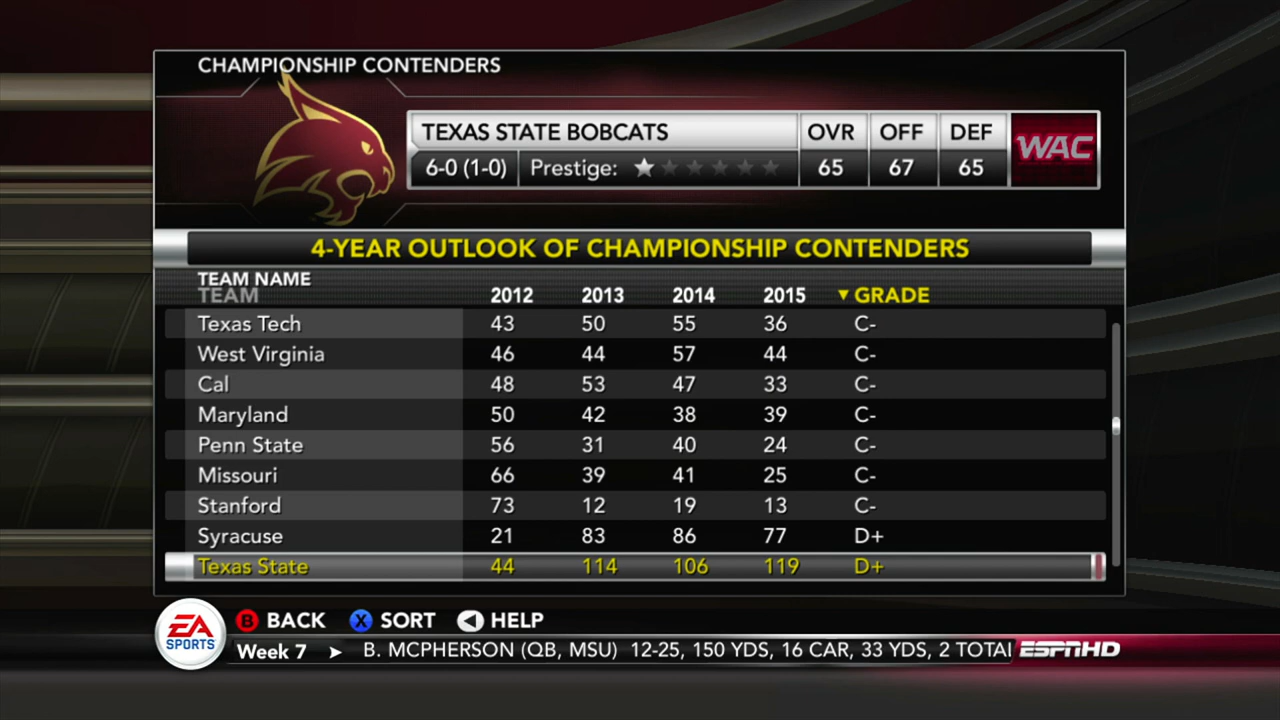 CHAMPIONSHIP CONTENDERS
TEXAS STATE BOBCATS OVR OFF DEF WAC
6-0 (1-0) Prestige: 65 67 65
4-YEAR OUTLOOK OF CHAMPIONSHIP CONTENDERS
TEAM NAME
TEAM 2012 2013 2014 2015 ▼ GRADE
Texas Tech 43 50 55 36 C-
West Virginia 46 44 57 44 C-
Cal 48 53 47 33 C-
Maryland 50 42 38 39 C-
Penn State 56 31 40 24 C-
Missouri 66 39 41 25 C-
Stanford 73 12 19 13 C-
Syracuse 21 83 86 77 D+
Texas State 44 114 106 119 D+
EA SPORTS
B BACK X SORT HELP
Week 7 B. MCPHERSON (QB, MSU) 12-25, 150 YDS, 16 CAR, 33 YDS, 2 TOTAL ESPNHD